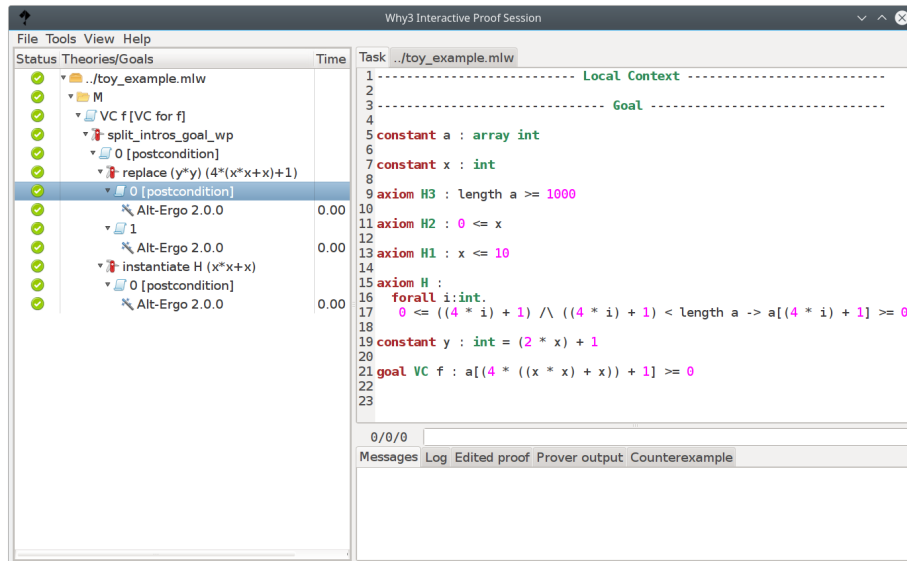 Why3 Interactive Proof Session
File Tools View Help
Status Theories/Goals Time
../toy_example.mlw
M
VC f [VC for f]
split_intros_goal_wp
0 [postcondition]
replace (y*y) (4*(x*x+x)+1)
0 [postcondition]
Alt-Ergo 2.0.0 0.00
1
Alt-Ergo 2.0.0 0.00
instantiate H (x*x+x)
0 [postcondition]
Alt-Ergo 2.0.0 0.00
Task ../toy_example.mlw
1 --------------------------- Local Context ---------------------------
2
3 ------------------------------- Goal --------------------------------
4
5 constant a : array int
6
7 constant x : int
8
9 axiom H3 : length a >= 1000
10
11 axiom H2 : 0 <= x
12
13 axiom H1 : x <= 10
14
15 axiom H :
16 forall i:int.
17 0 <= ((4 * i) + 1) /\ ((4 * i) + 1) < length a -> a[(4 * i) + 1] >= 0
18
19 constant y : int = (2 * x) + 1
20
21 goal VC f : a[(4 * ((x * x) + x)) + 1] >= 0
22
23
0/0/0
Messages Log Edited proof Prover output Counterexample